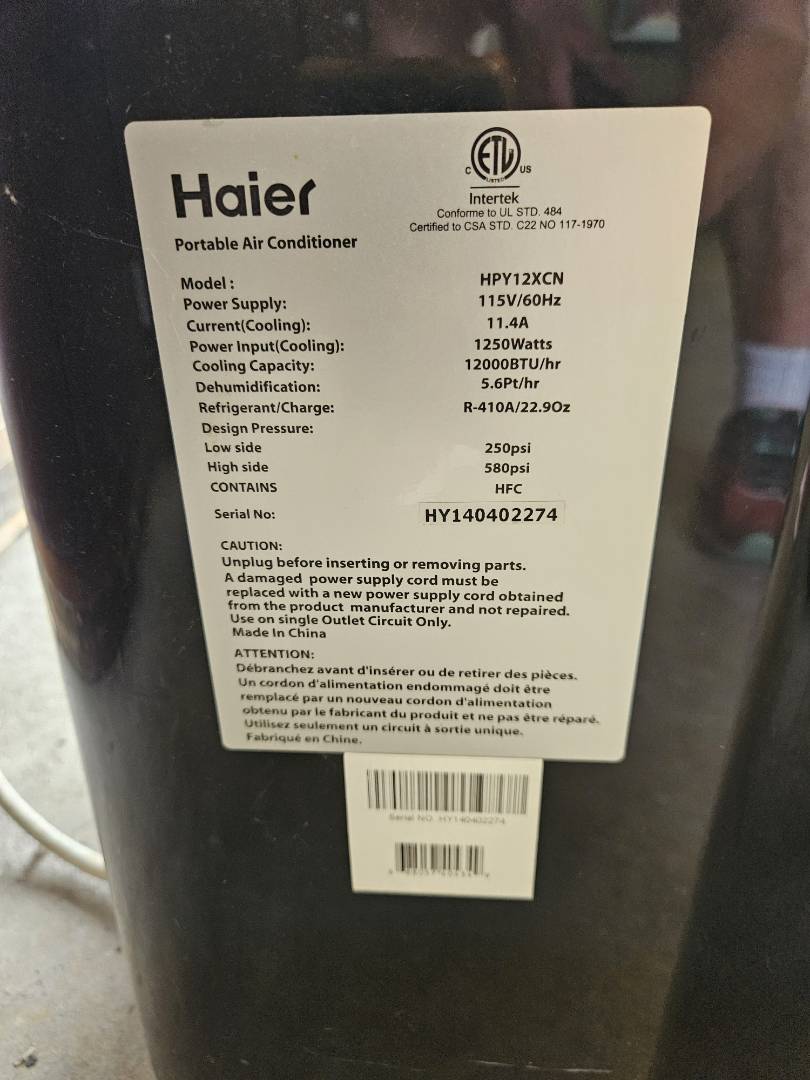 Haier
Portable Air Conditioner
C ETL US
LISTED
Intertek
Conforme to UL STD. 484
Certified to CSA STD. C22 NO 117-1970
Model : HPY12XCN
Power Supply: 115V/60Hz
Current(Cooling): 11.4A
Power Input(Cooling): 1250Watts
Cooling Capacity: 12000BTU/hr
Dehumidification: 5.6Pt/hr
Refrigerant/Charge: R-410A/22.9Oz
Design Pressure:
Low side 250psi
High side 580psi
CONTAINS HFC
Serial No: HY140402274
CAUTION:
Unplug before inserting or removing parts.
A damaged power supply cord must be
replaced with a new power supply cord obtained
from the product manufacturer and not repaired.
Use on single Outlet Circuit Only.
Made In China
ATTENTION:
Débranchez avant d'insérer ou de retirer des pièces.
Un cordon d'alimentation endommagé doit être
remplacé par un nouveau cordon d'alimentation
obtenu par le fabricant du produit et ne pas être réparé.
Utilisez seulement un circuit à sortie unique.
Fabriqué en Chine.
Serial NO. HY140402274